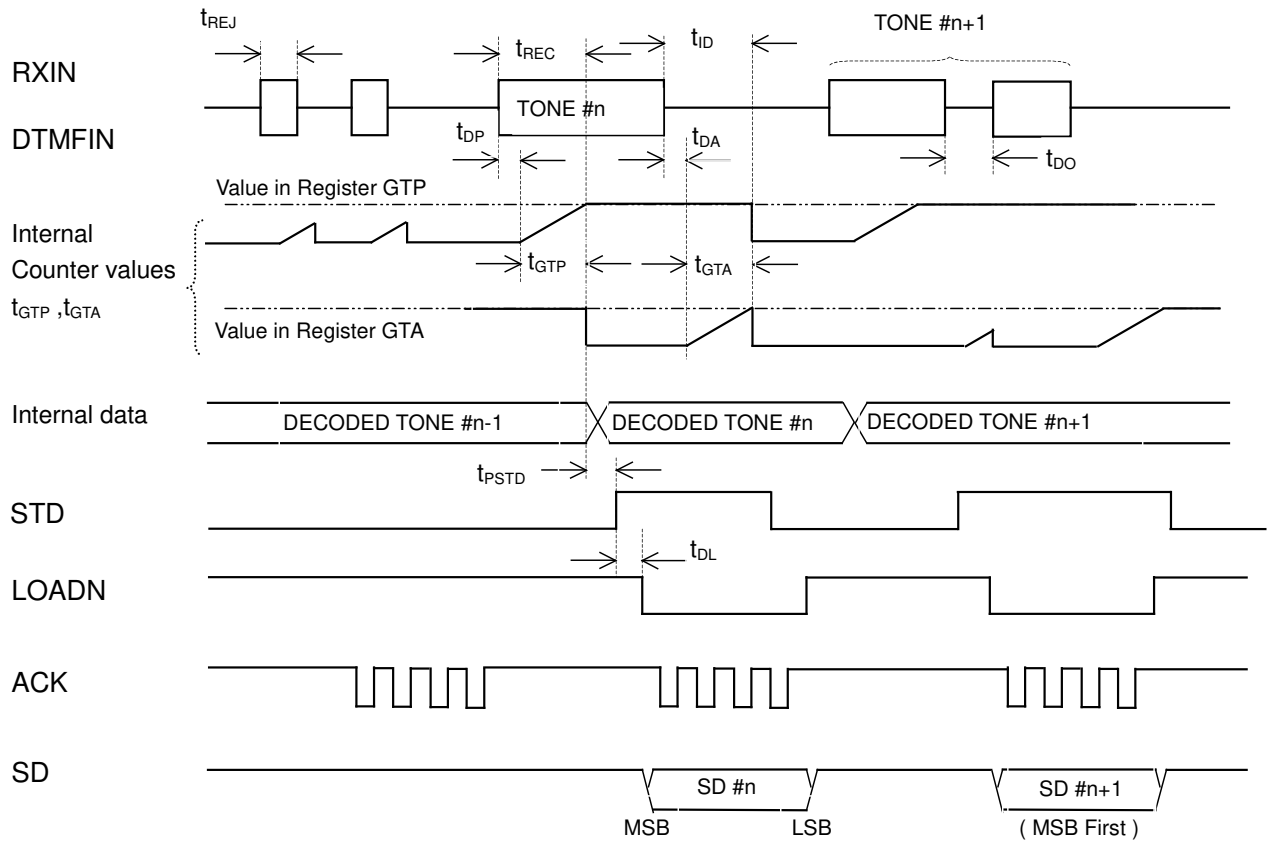 tREJ
TONE #n+1
tREC
tID
RXIN
TONE #n
DTMFIN
tDP
tDA
tDO
Value in Register GTP
Internal
Counter values
tGTP ,tGTA
tGTP
tGTA
Value in Register GTA
Internal data
DECODED TONE #n-1
DECODED TONE #n
DECODED TONE #n+1
tPSTD
STD
tDL
LOADN
ACK
SD
SD #n
SD #n+1
MSB
LSB
( MSB First )